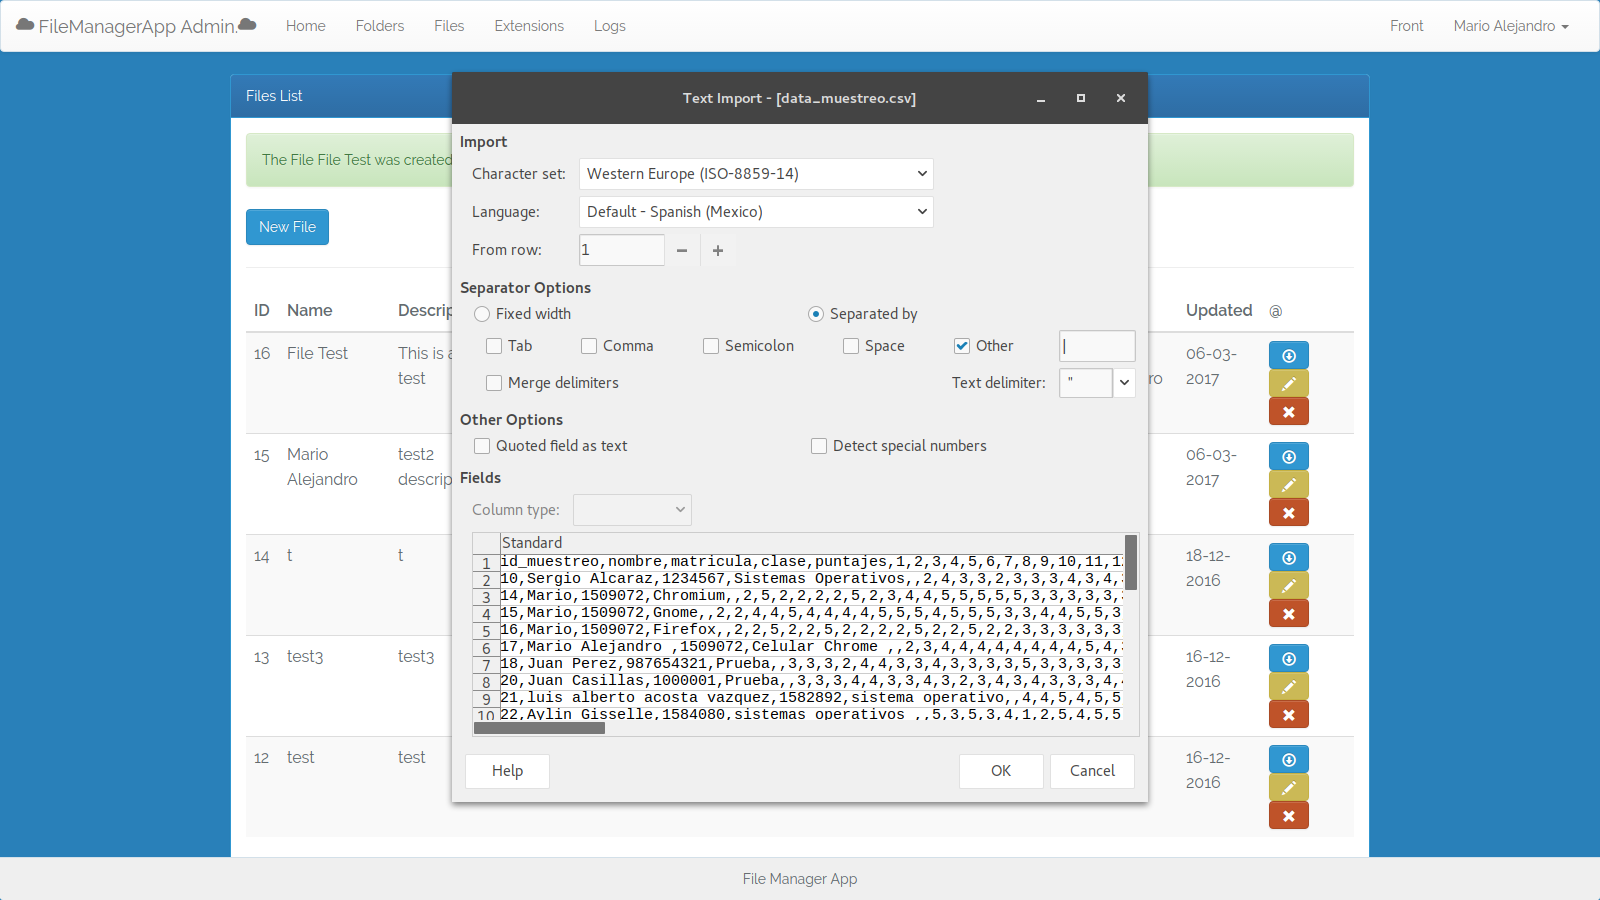 FileManagerApp Admin. Home Folders Files Extensions Logs Front Mario Alejandro
Files List
Text Import - [data_muestreo.csv]
The File File Test was created
New File
ID Name Descrip Updated @
16 File Test This is a test ro 06-03-2017
15 Mario Alejandro test2 descrip 06-03-2017
14 t t 18-12-2016
13 test3 test3 16-12-2016
12 test test 16-12-2016
Import
Character set: Western Europe (ISO-8859-14)
Language: Default - Spanish (Mexico)
From row: 1 − +
Separator Options
Fixed width Separated by
Tab Comma Semicolon Space Other |
Merge delimiters Text delimiter: "
Other Options
Quoted field as text Detect special numbers
Fields
Column type:
Standard
1 id_muestreo,nombre,matricula,clase,puntajes,1,2,3,4,5,6,7,8,9,10,11,12
2 10,Sergio Alcaraz,1234567,Sistemas Operativos,,2,4,3,3,2,3,3,3,4,3,4,
3 14,Mario,1509072,Chromium,,2,5,2,2,2,2,5,2,3,4,4,5,5,5,5,5,3,3,3,3,3,
4 15,Mario,1509072,Gnome,,2,2,4,4,5,4,4,4,4,5,5,5,4,5,5,5,3,3,4,4,5,5,3
5 16,Mario,1509072,Firefox,,2,2,5,2,2,5,2,2,2,2,5,2,2,5,2,2,3,3,3,3,3,3
6 17,Mario Alejandro ,1509072,Celular Chrome ,,2,3,4,4,4,4,4,4,4,4,5,4,
7 18,Juan Perez,987654321,Prueba,,3,3,3,2,4,4,3,3,4,3,3,3,3,5,3,3,3,3,3
8 20,Juan Casillas,1000001,Prueba,,3,3,3,4,4,3,3,4,3,2,3,4,3,4,3,3,3,4,
9 21,luis alberto acosta vazquez,1582892,sistema operativo,,4,4,5,4,5,5
10 22,Aylin Gisselle,1584080,sistemas operativos ,,5,3,5,3,4,1,2,5,4,5,5
Help OK Cancel
File Manager App